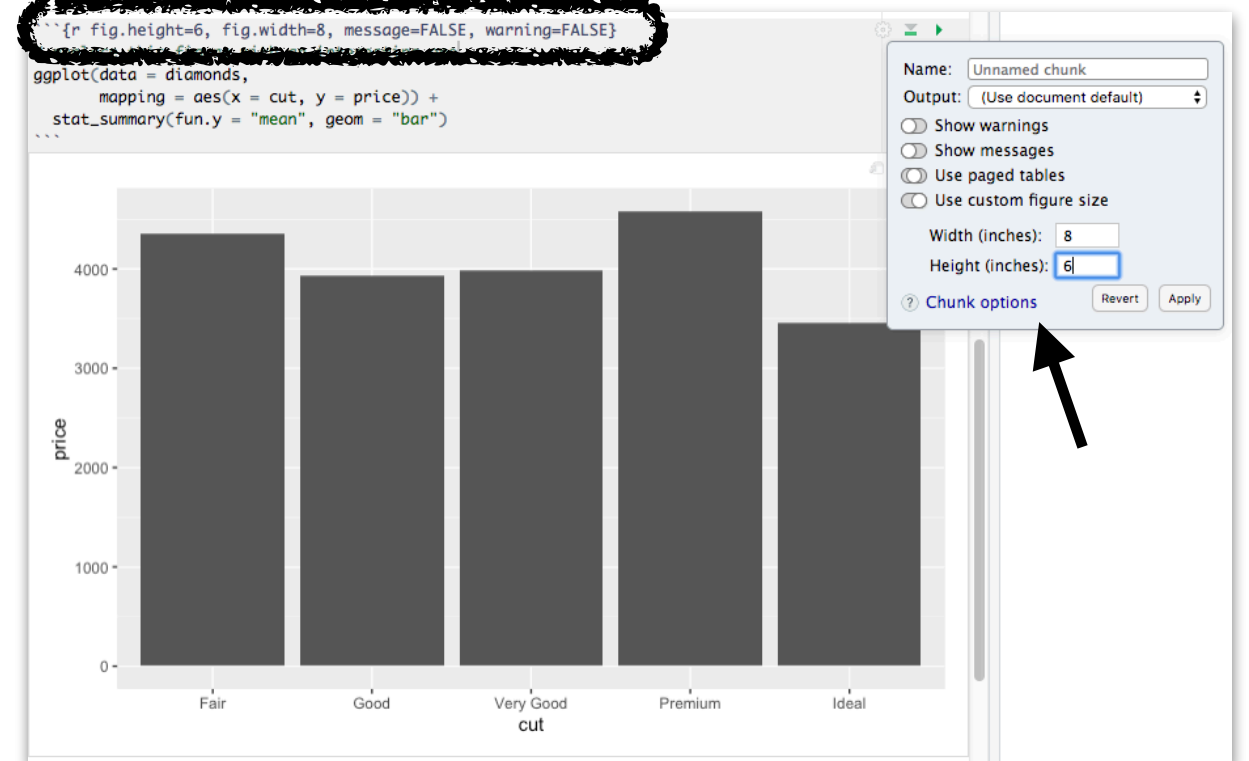 ```{r fig.height=6, fig.width=8, message=FALSE, warning=FALSE}
ggplot(data = diamonds,
mapping = aes(x = cut, y = price)) +
stat_summary(fun.y = "mean", geom = "bar")
```
Name: Unnamed chunk
Output: (Use document default)
Show warnings
Show messages
Use paged tables
Use custom figure size
Width (inches): 8
Height (inches): 6
? Chunk options Revert Apply
price
4000
3000
2000
1000
0
Fair Good Very Good Premium Ideal
cut